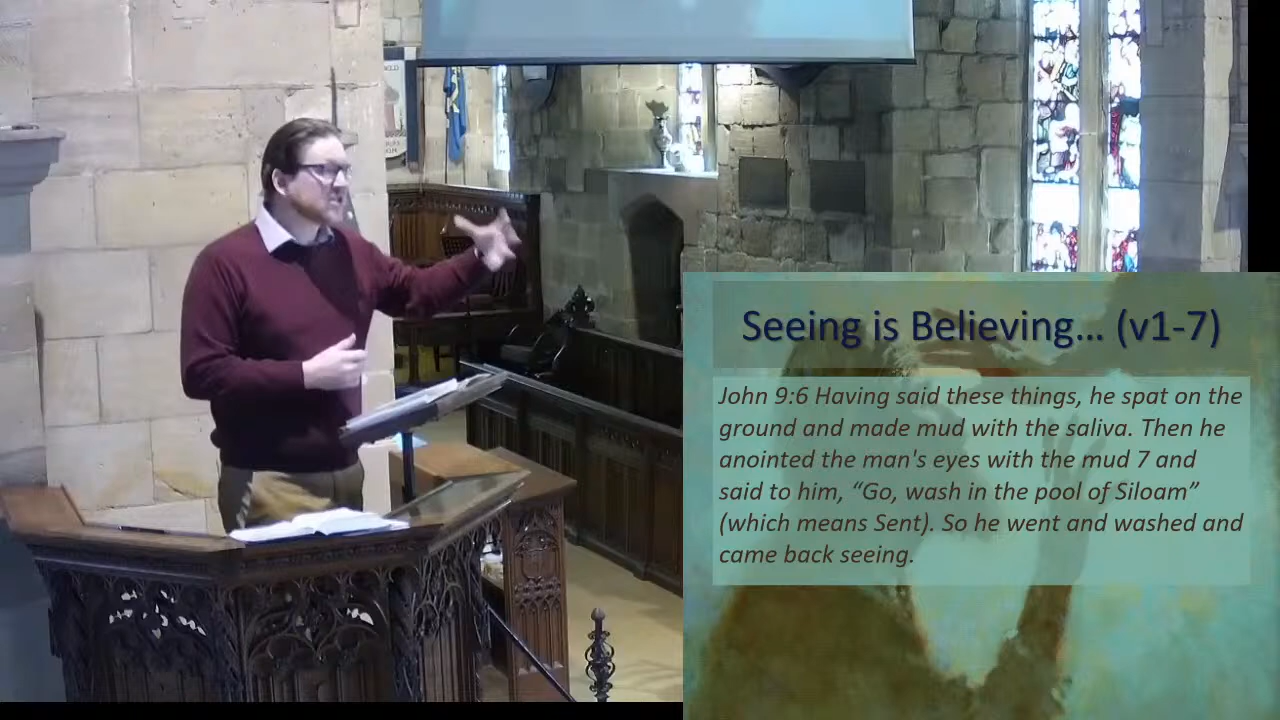 Seeing is Believing... (v1-7)
John 9:6 Having said these things, he spat on the
ground and made mud with the saliva. Then he
anointed the man's eyes with the mud 7 and
said to him, “Go, wash in the pool of Siloam”
(which means Sent). So he went and washed and
came back seeing.